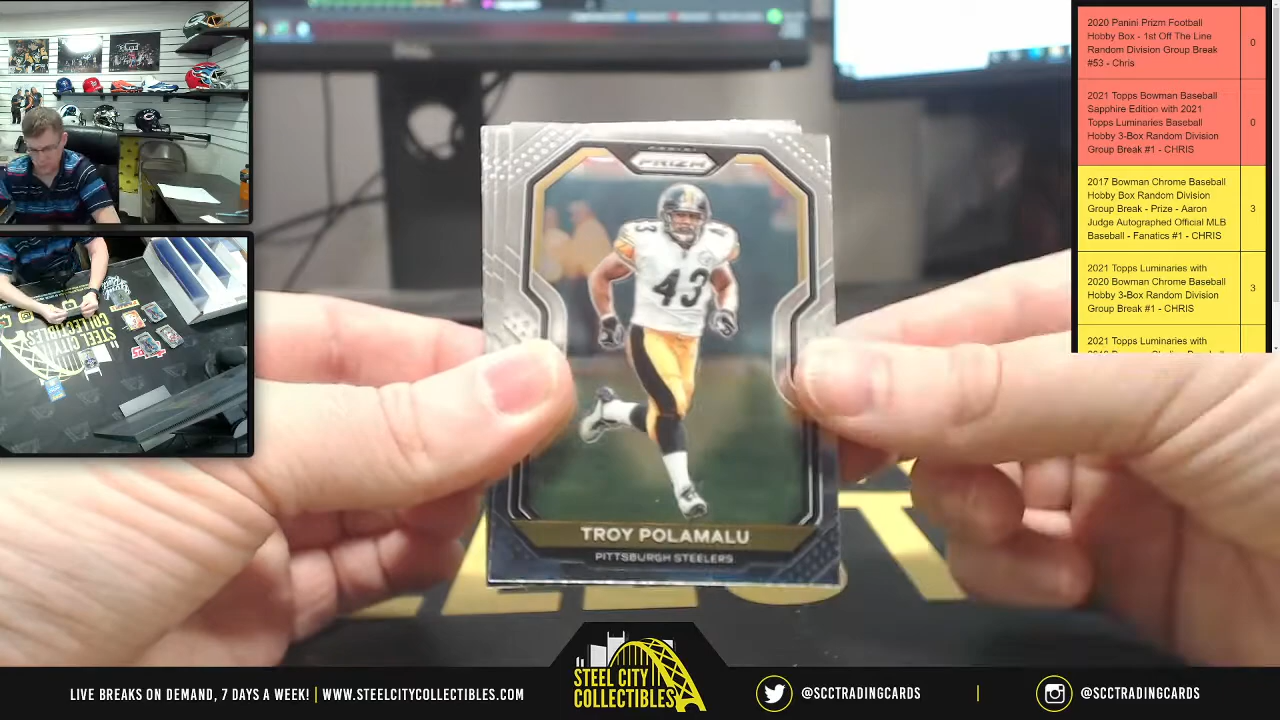 2020 Panini Prizm Football
Hobby Box - 1st Off The Line
Random Division Group Break
#53 - Chris
0
2021 Topps Bowman Baseball
Sapphire Edition with 2021
Topps Luminaries Baseball
Hobby 3-Box Random Division
Group Break #1 - CHRIS
0
2017 Bowman Chrome Baseball
Hobby Box Random Division
Group Break - Prize - Aaron
Judge Autographed Official MLB
Baseball - Fanatics #1 - CHRIS
3
2021 Topps Luminaries with
2020 Bowman Chrome Baseball
Hobby 3-Box Random Division
Group Break #1 - CHRIS
3
2021 Topps Luminaries with
PANINI
PRIZM
43
TROY POLAMALU
PITTSBURGH STEELERS
STEEL CITY
COLLECTIBLES
LIVE BREAKS ON DEMAND, 7 DAYS A WEEK! | WWW.STEELCITYCOLLECTIBLES.COM
STEEL CITY
COLLECTIBLES
@SCCTRADINGCARDS | @SCCTRADINGCARDS